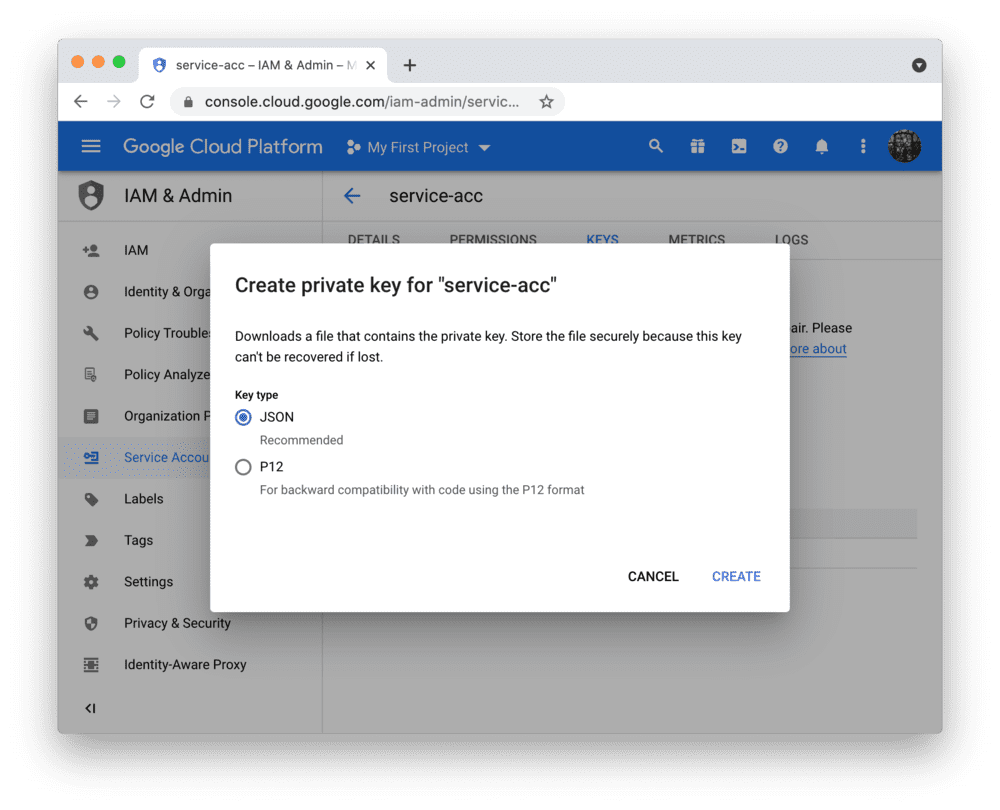 service-acc – IAM & Admin – M
console.cloud.google.com/iam-admin/servic...
Google Cloud Platform
My First Project
IAM & Admin
service-acc
DETAILS PERMISSIONS KEYS METRICS LOGS
IAM
Identity & Orga
Policy Trouble
Policy Analyze
Organization P
Service Accou
Labels
Tags
Settings
Privacy & Security
Identity-Aware Proxy
air. Please
ore about
Create private key for "service-acc"
Downloads a file that contains the private key. Store the file securely because this key
can't be recovered if lost.
Key type
JSON
Recommended
P12
For backward compatibility with code using the P12 format
CANCEL CREATE